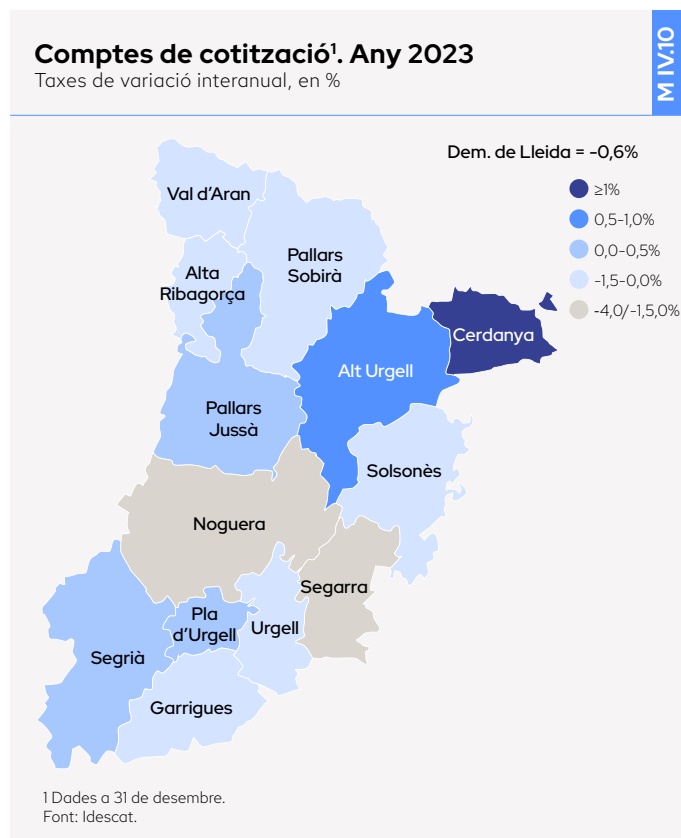 Comptes de cotització¹. Any 2023
Taxes de variació interanual, en %
M IV.10
Dem. de Lleida = -0,6%
≥1%
0,5-1,0%
0,0-0,5%
-1,5-0,0%
-4,0/-1,5,0%
Val d’Aran
Pallars
Sobirà
Alta
Ribagorça
Cerdanya
Alt Urgell
Pallars
Jussà
Solsonès
Noguera
Segarra
Pla
d’Urgell
Urgell
Segrià
Garrigues
1 Dades a 31 de desembre.
Font: Idescat.